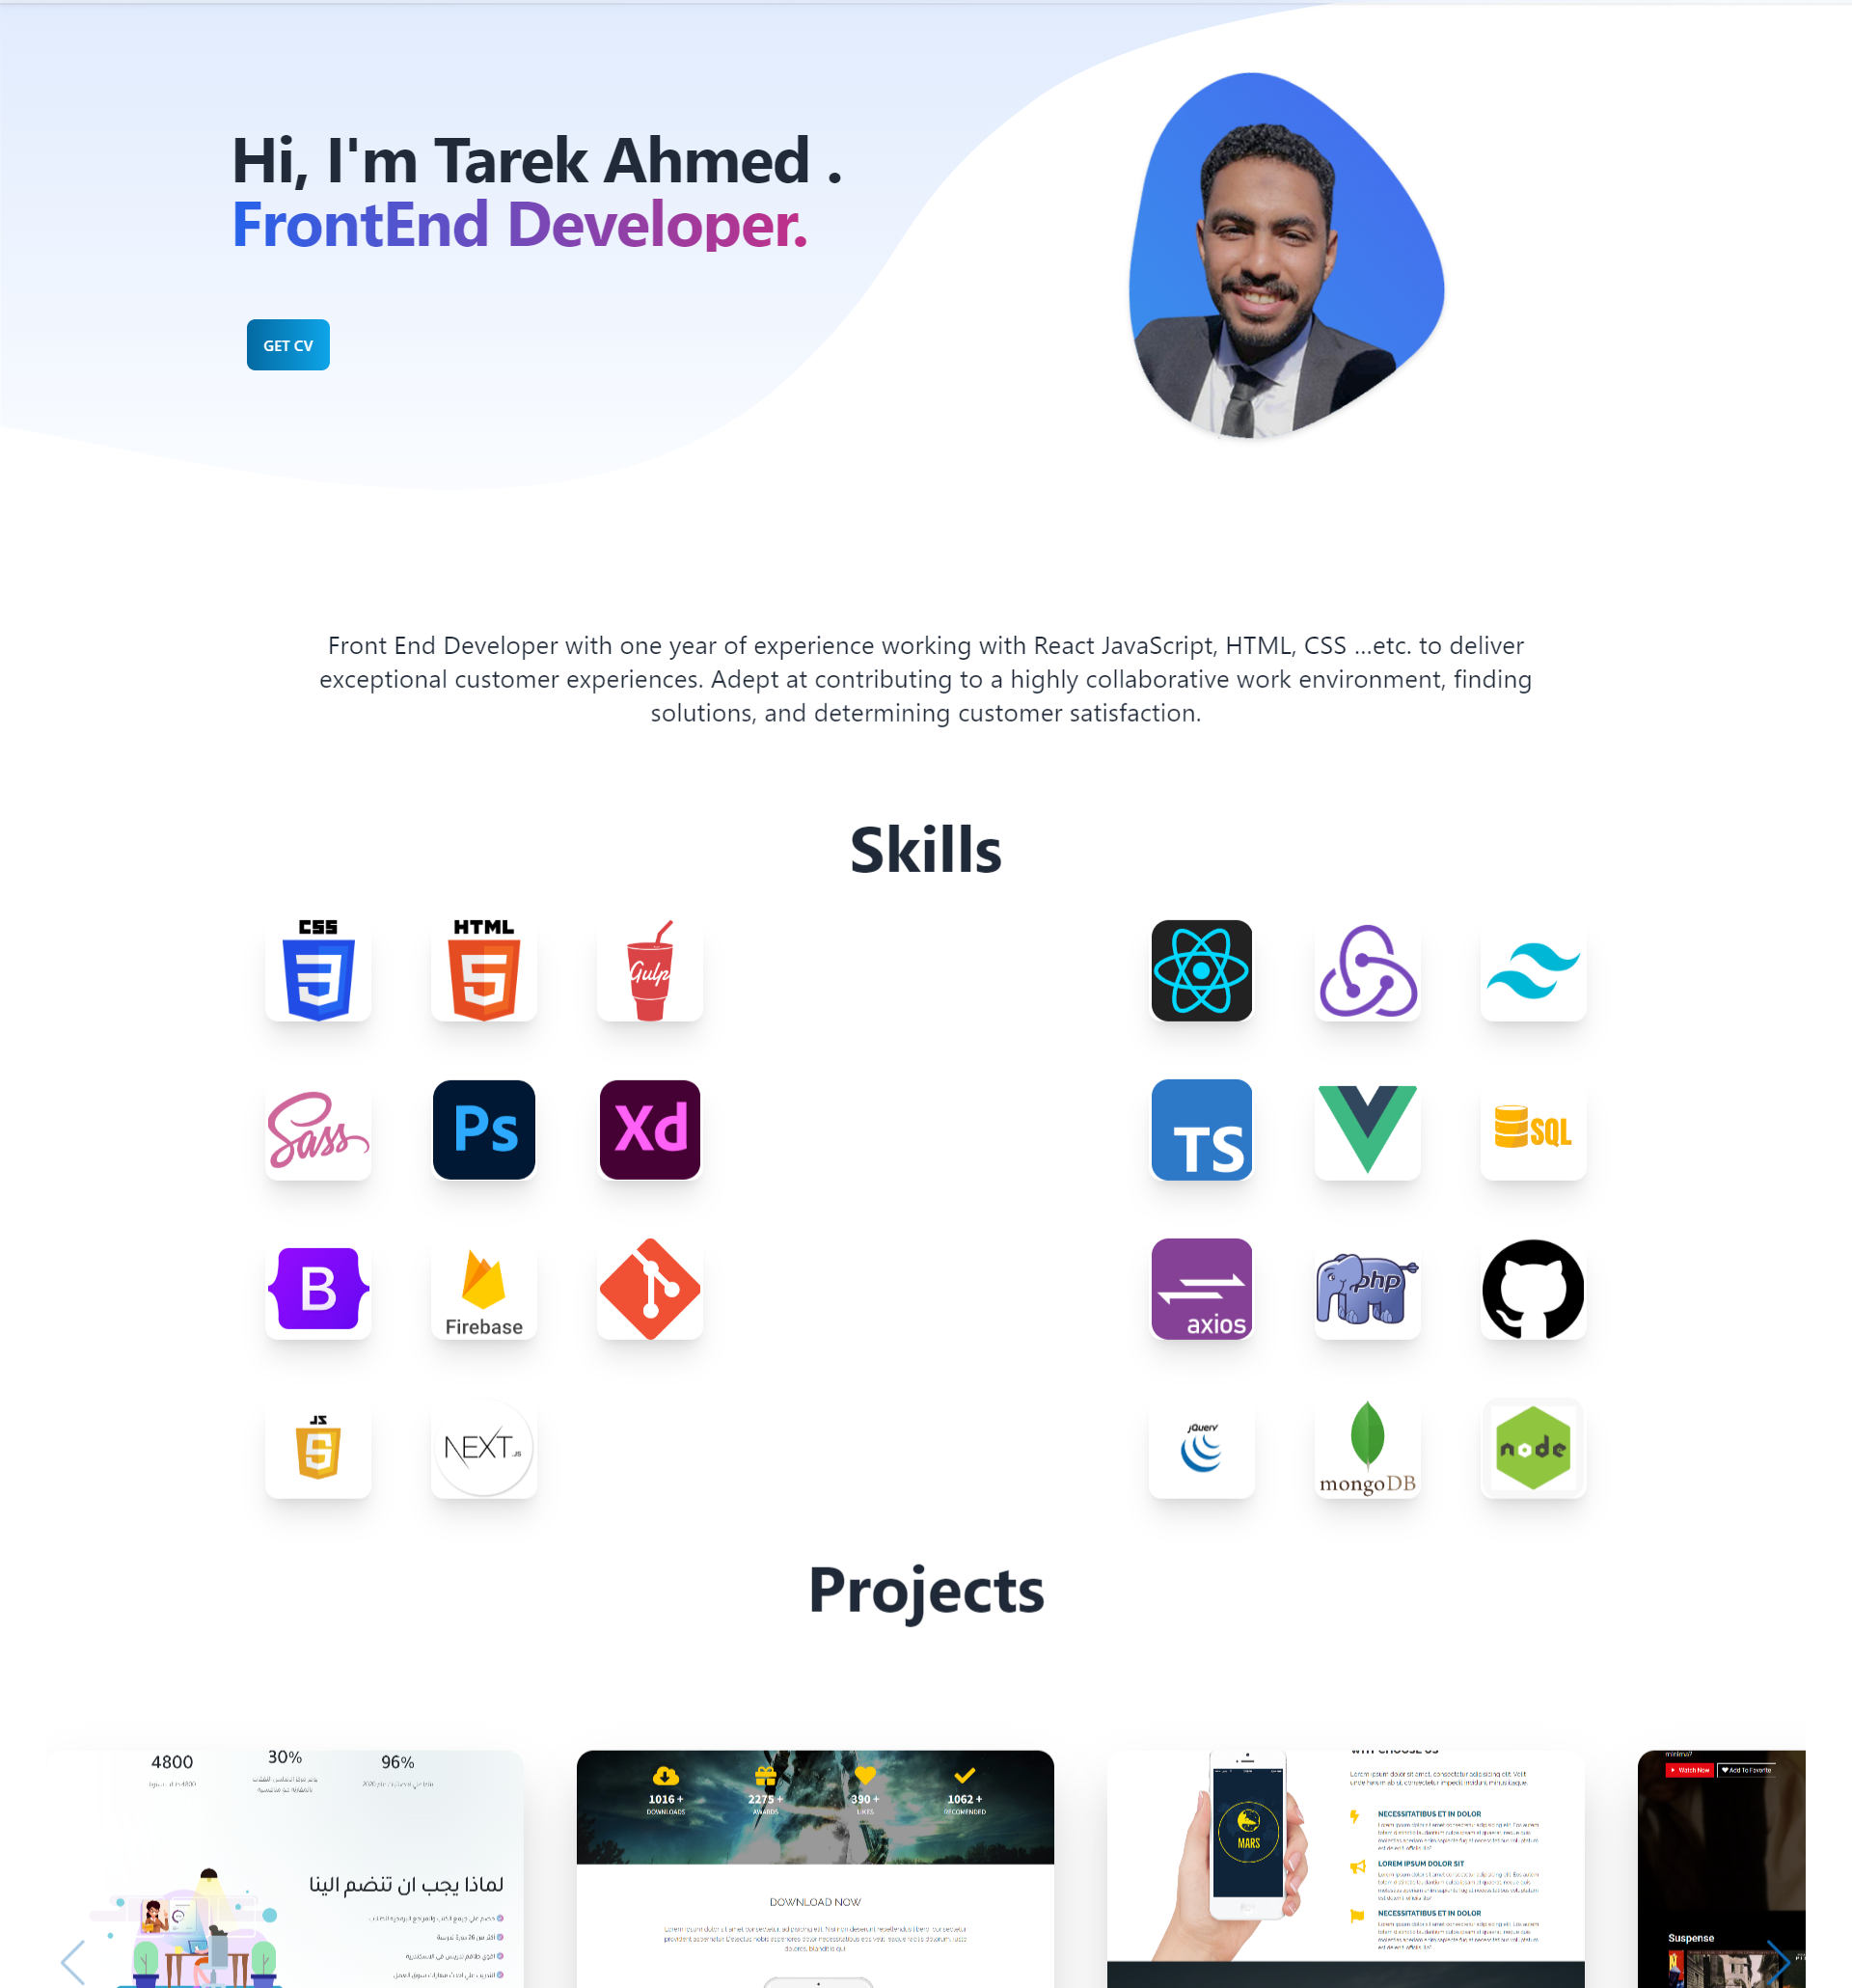 Hi, I'm Tarek Ahmed .
FrontEnd Developer.
GET CV
Front End Developer with one year of experience working with React JavaScript, HTML, CSS ...etc. to deliver
exceptional customer experiences. Adept at contributing to a highly collaborative work environment, finding
solutions, and determining customer satisfaction.
Skills
CSS
HTML
Gulp
Sass
Ps
Xd
TS
SQL
B
Firebase
axios
php
JS
NEXT.JS
jQuery
mongoDB
node
Projects
4800
30%
96%
لماذا يجب ان تنضم الينا
1016 +
2275 +
390 +
1062 +
DOWNLOADS
AWARDS
LIKES
RECOMENDED
DOWNLOAD NOW
MARS
WHY CHOOSE US
NECESSITATIBUS ET IN DOLOR
LOREM IPSUM DOLOR SIT
NECESSITATIBUS ET IN DOLOR
Watch Now
Add To Favorite
Suspense